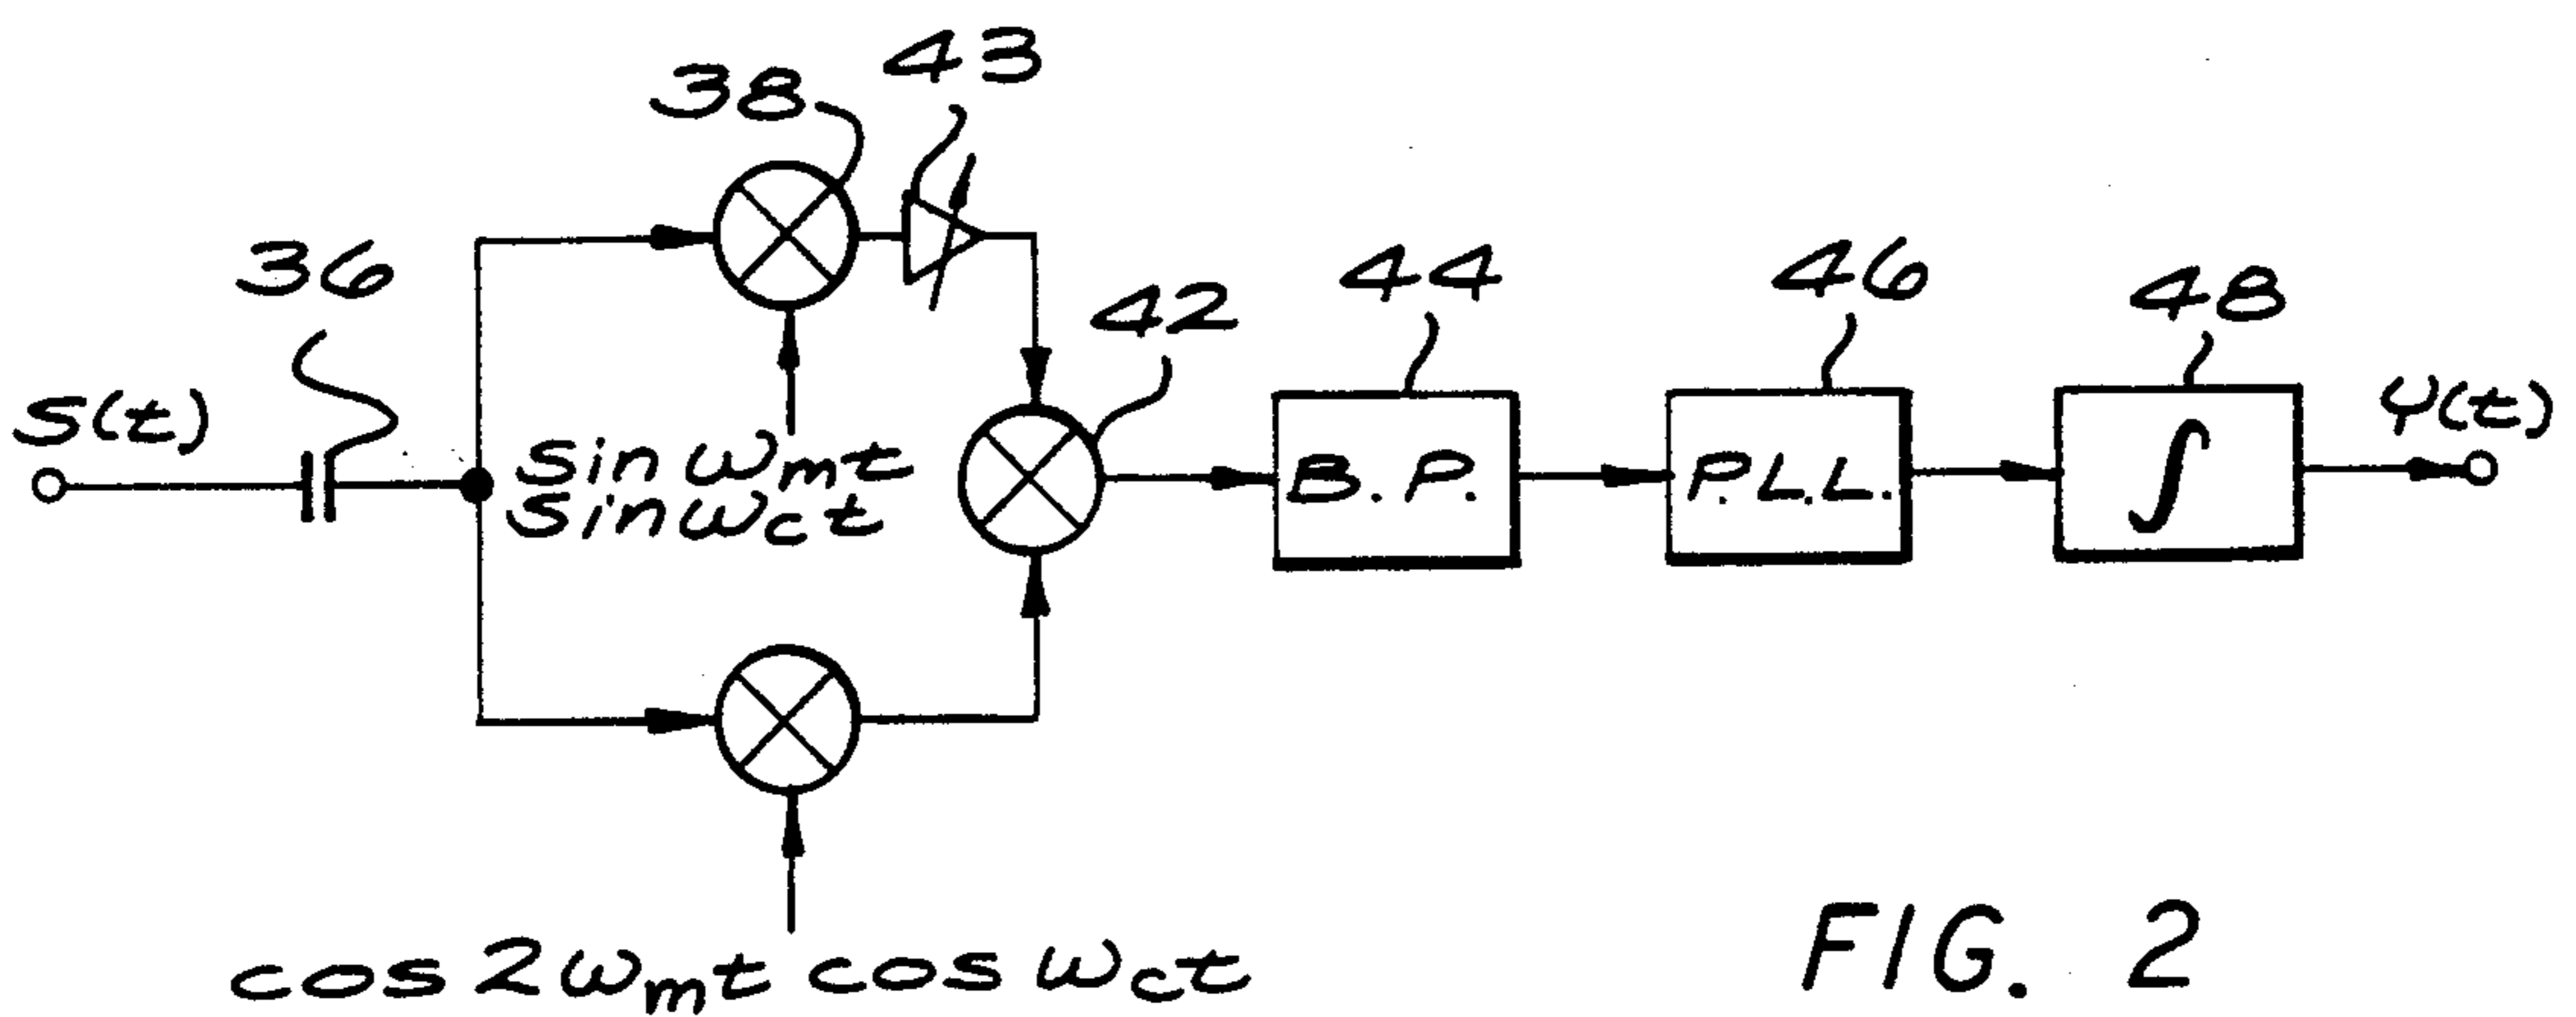 43
38
36
44
46
42
48
S(t)
sin ωmt
sin ωct
B.P.
P.L.L.
∫
Ψ(t)
cos 2ωmt cos ωct
FIG. 2